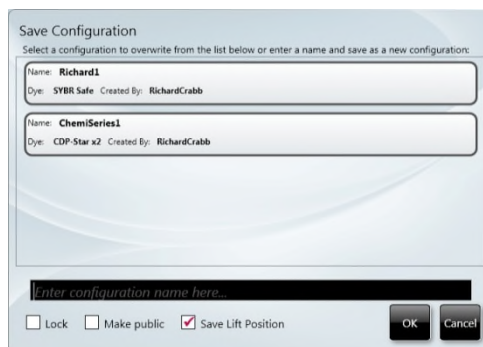 Save Configuration
Select a configuration to overwrite from the list below or enter a name and save as a new configuration:
Name: Richard1
Dye: SYBR Safe Created By: RichardCrabb
Name: ChemiSeries1
Dye: CDP-Star x2 Created By: RichardCrabb
Enter configuration name here...
Lock Make public Save Lift Position OK Cancel